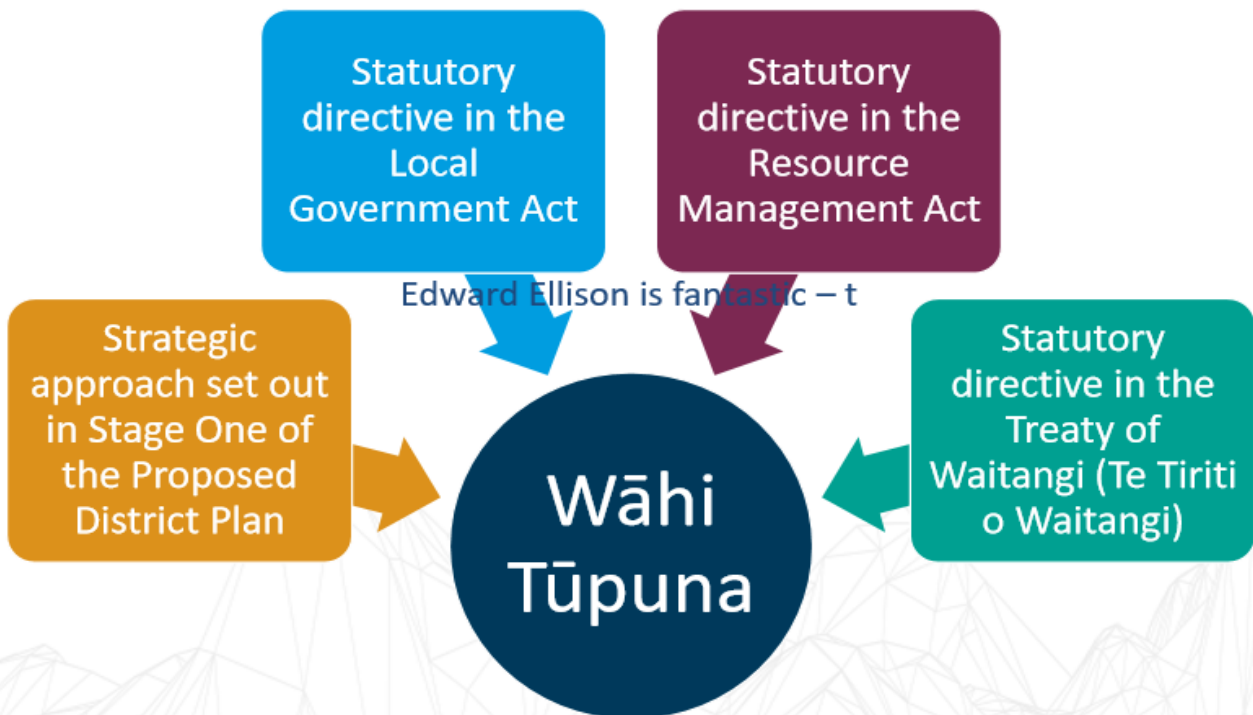 Statutory
directive in the
Local
Government Act
Statutory
directive in the
Resource
Management Act
Edward Ellison is fantastic – t
Strategic
approach set out
in Stage One of
the Proposed
District Plan
Statutory
directive in the
Treaty of
Waitangi (Te Tiriti
o Waitangi)
Wāhi
Tūpuna